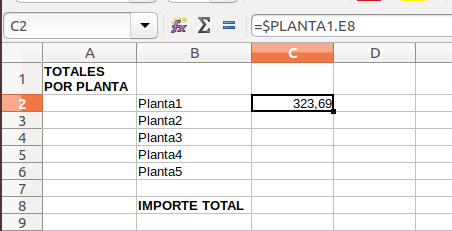 C2 =$PLANTA1.E8
A B C D
1 TOTALES
POR PLANTA
2 Planta1 323,69
3 Planta2
4 Planta3
5 Planta4
6 Planta5
7
8 IMPORTE TOTAL
9